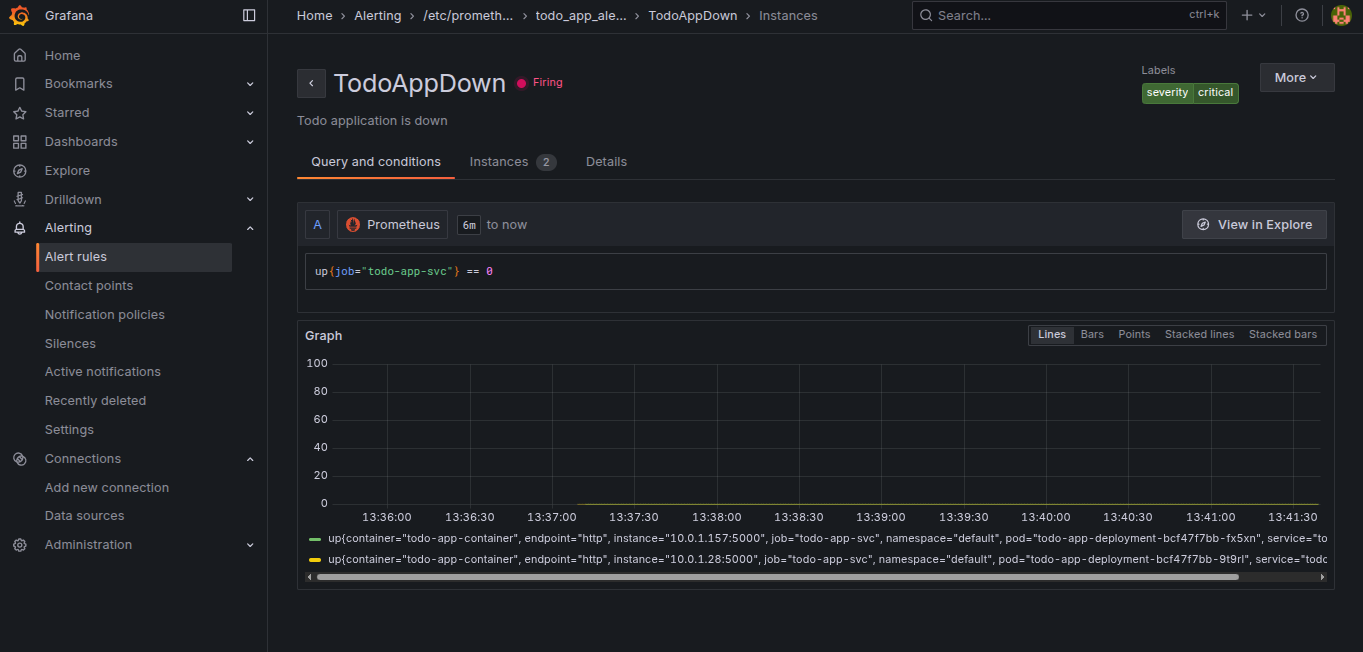 Grafana
Home › Alerting › /etc/prometh... › todo_app_ale... › TodoAppDown › Instances
Search...
ctrl+k
Home
Bookmarks
Starred
Dashboards
Explore
Drilldown
Alerting
Alert rules
Contact points
Notification policies
Silences
Active notifications
Recently deleted
Settings
Connections
Add new connection
Data sources
Administration
TodoAppDown
Firing
Labels
severity critical
More
Todo application is down
Query and conditions
Instances 2
Details
A
Prometheus
6m to now
View in Explore
up{job="todo-app-svc"} == 0
Graph
Lines Bars Points Stacked lines Stacked bars
100
80
60
40
20
0
13:36:00 13:36:30 13:37:00 13:37:30 13:38:00 13:38:30 13:39:00 13:39:30 13:40:00 13:40:30 13:41:00 13:41:30
up{container="todo-app-container", endpoint="http", instance="10.0.1.157:5000", job="todo-app-svc", namespace="default", pod="todo-app-deployment-bcf47f7bb-fx5xn", service="to
up{container="todo-app-container", endpoint="http", instance="10.0.1.28:5000", job="todo-app-svc", namespace="default", pod="todo-app-deployment-bcf47f7bb-9t9rl", service="todo